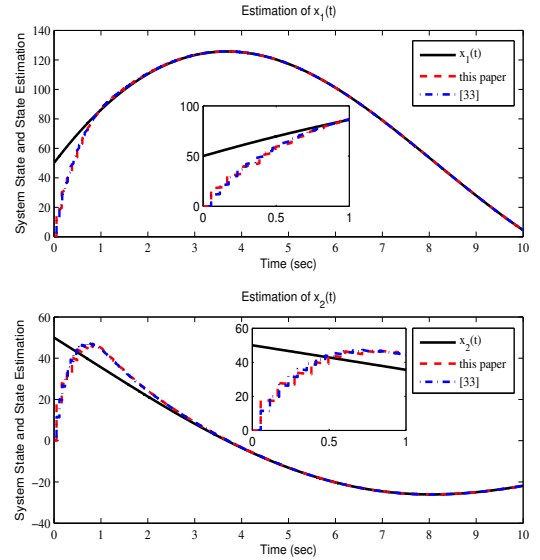 Estimation of x1(t)
System State and State Estimation
140
120
100
80
60
40
20
0
0 1 2 3 4 5 6 7 8 9 10
Time (sec)
x1(t)
this paper
[33]
100
50
0
0 0.5 1
Estimation of x2(t)
System State and State Estimation
60
40
20
0
−20
−40
0 1 2 3 4 5 6 7 8 9 10
Time (sec)
x2(t)
this paper
[33]
60
40
20
0
0 0.5 1